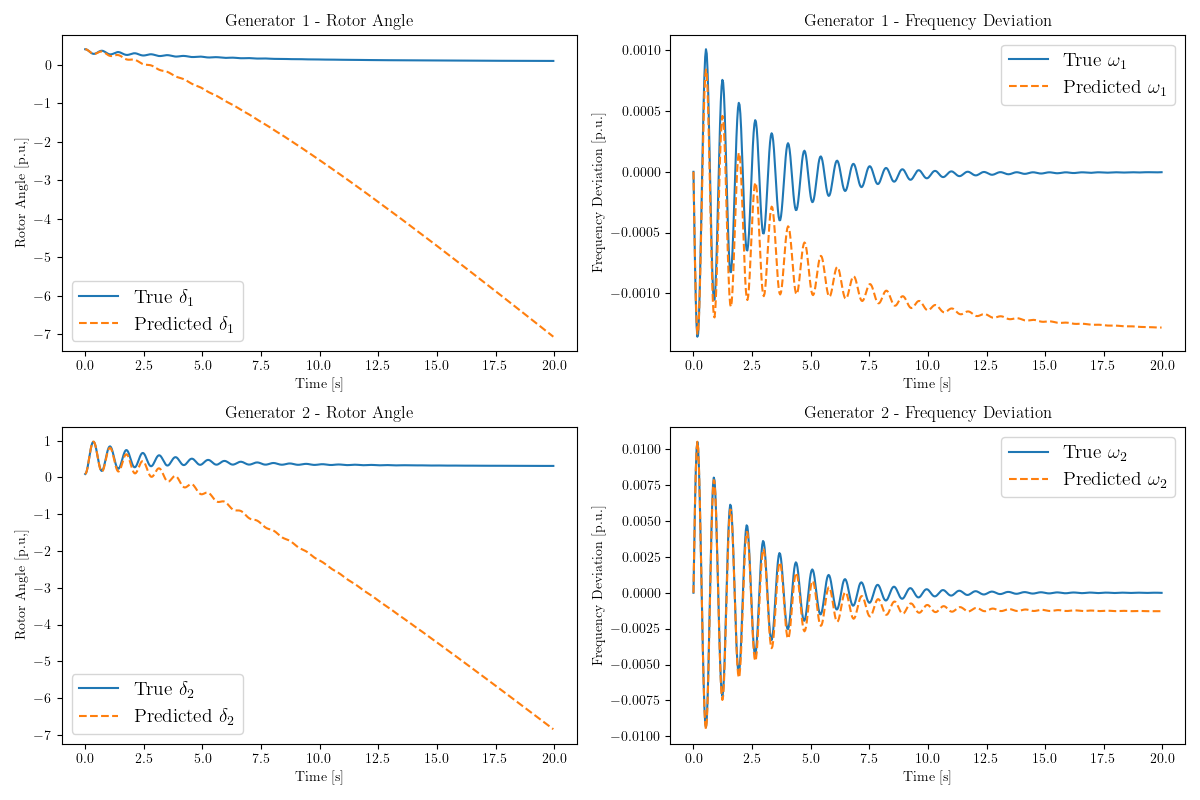 Generator 1 - Rotor Angle
Rotor Angle [p.u.]
0
−1
−2
−3
−4
−5
−6
−7
True δ1
Predicted δ1
0.0 2.5 5.0 7.5 10.0 12.5 15.0 17.5 20.0
Time [s]
Generator 1 - Frequency Deviation
Frequency Deviation [p.u.]
0.0010
0.0005
0.0000
−0.0005
−0.0010
True ω1
Predicted ω1
0.0 2.5 5.0 7.5 10.0 12.5 15.0 17.5 20.0
Time [s]
Generator 2 - Rotor Angle
Rotor Angle [p.u.]
1
0
−1
−2
−3
−4
−5
−6
−7
True δ2
Predicted δ2
0.0 2.5 5.0 7.5 10.0 12.5 15.0 17.5 20.0
Time [s]
Generator 2 - Frequency Deviation
Frequency Deviation [p.u.]
0.0100
0.0075
0.0050
0.0025
0.0000
−0.0025
−0.0050
−0.0075
−0.0100
True ω2
Predicted ω2
0.0 2.5 5.0 7.5 10.0 12.5 15.0 17.5 20.0
Time [s]